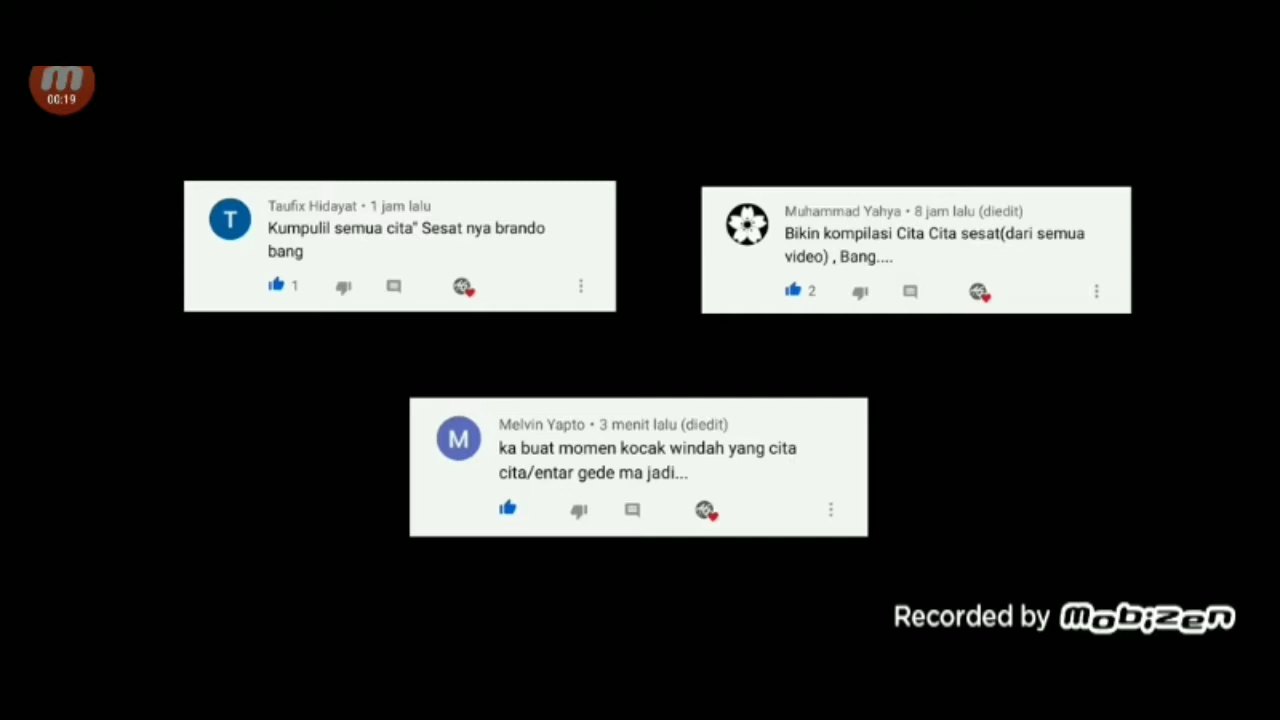 m
00:19
Taufix Hidayat • 1 jam lalu
Kumpulil semua cita" Sesat nya brando
bang
1
Muhammad Yahya • 8 jam lalu (diedit)
Bikin kompilasi Cita Cita sesat(dari semua
video) , Bang....
2
Melvin Yapto • 3 menit lalu (diedit)
ka buat momen kocak windah yang cita
cita/entar gede ma jadi...
T
M
Recorded by mobizen